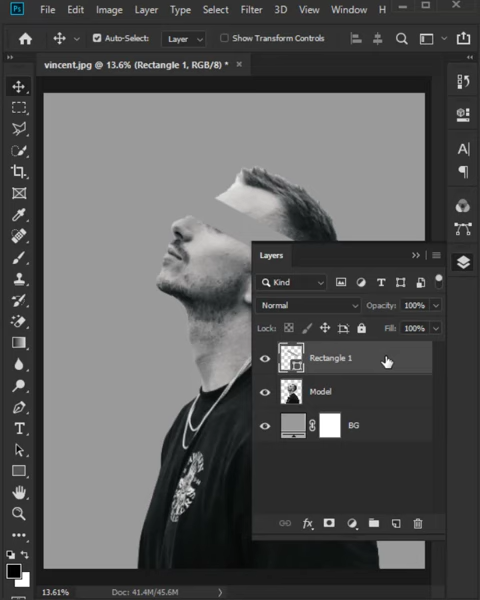 Ps File Edit Image Layer Type Select Filter 3D View Window H
Auto-Select: Layer Show Transform Controls
vincent.jpg @ 13.6% (Rectangle 1, RGB/8) * ×
Layers
Kind
Normal Opacity: 100%
Lock: Fill: 100%
Rectangle 1
Model
BG
fx
13.61% Doc: 41.4M/45.6M